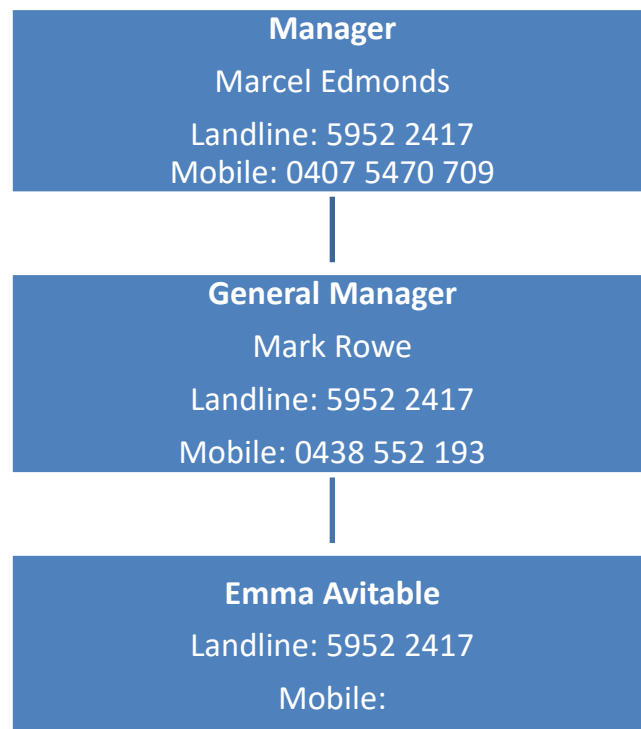 Manager
Marcel Edmonds
Landline: 5952 2417
Mobile: 0407 5470 709
General Manager
Mark Rowe
Landline: 5952 2417
Mobile: 0438 552 193
Emma Avitable
Landline: 5952 2417
Mobile: